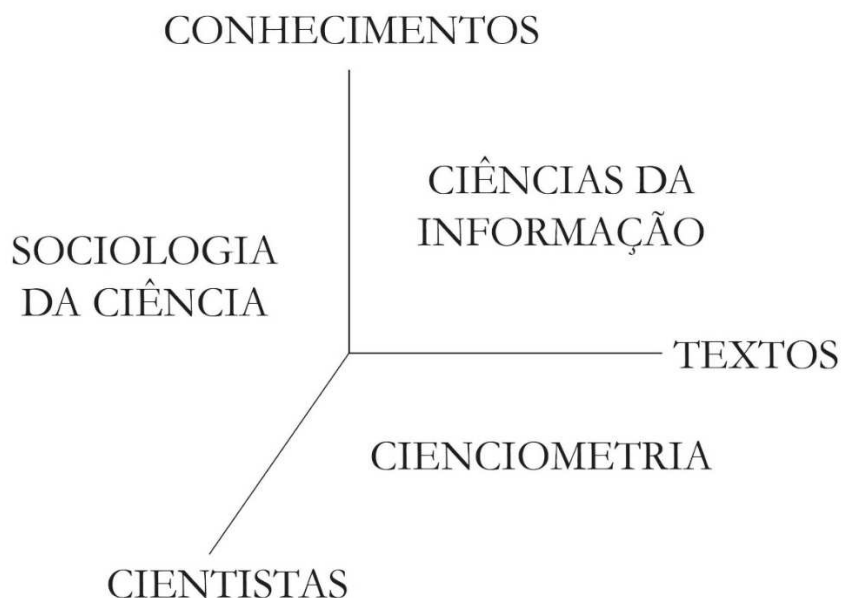 CONHECIMENTOS
CIÊNCIAS DA
INFORMAÇÃO
SOCIOLOGIA
DA CIÊNCIA
TEXTOS
CIENCIOMETRIA
CIENTISTAS